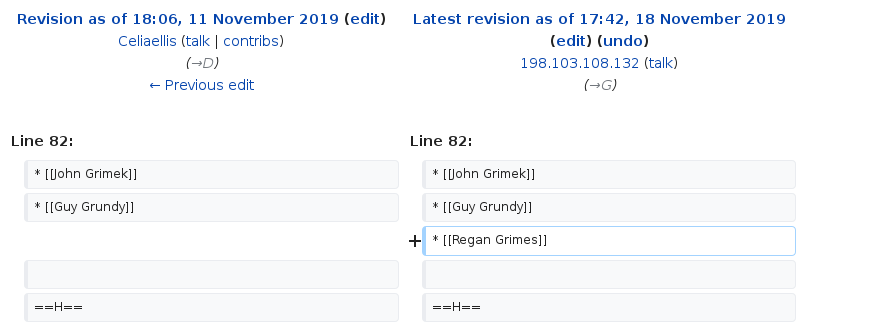 Revision as of 18:06, 11 November 2019 (edit)
Celiaellis (talk | contribs)
(→D)
← Previous edit
Latest revision as of 17:42, 18 November 2019
(edit) (undo)
198.103.108.132 (talk)
(→G)
Line 82:
Line 82:
* [[John Grimek]]
* [[John Grimek]]
* [[Guy Grundy]]
* [[Guy Grundy]]
+ * [[Regan Grimes]]
==H==
==H==